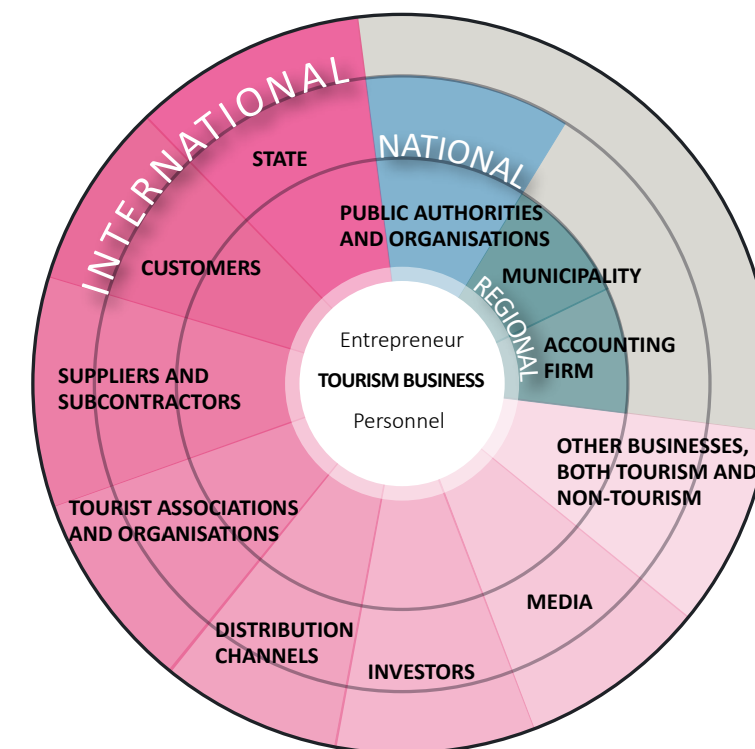 INTERNATIONAL
STATE
NATIONAL
PUBLIC AUTHORITIES
AND ORGANISATIONS
CUSTOMERS
MUNICIPALITY
REGIONAL
Entrepreneur
TOURISM BUSINESS
Personnel
ACCOUNTING
FIRM
SUPPLIERS AND
SUBCONTRACTORS
OTHER BUSINESSES,
BOTH TOURISM AND
NON-TOURISM
TOURIST ASSOCIATIONS
AND ORGANISATIONS
MEDIA
DISTRIBUTION
CHANNELS
INVESTORS